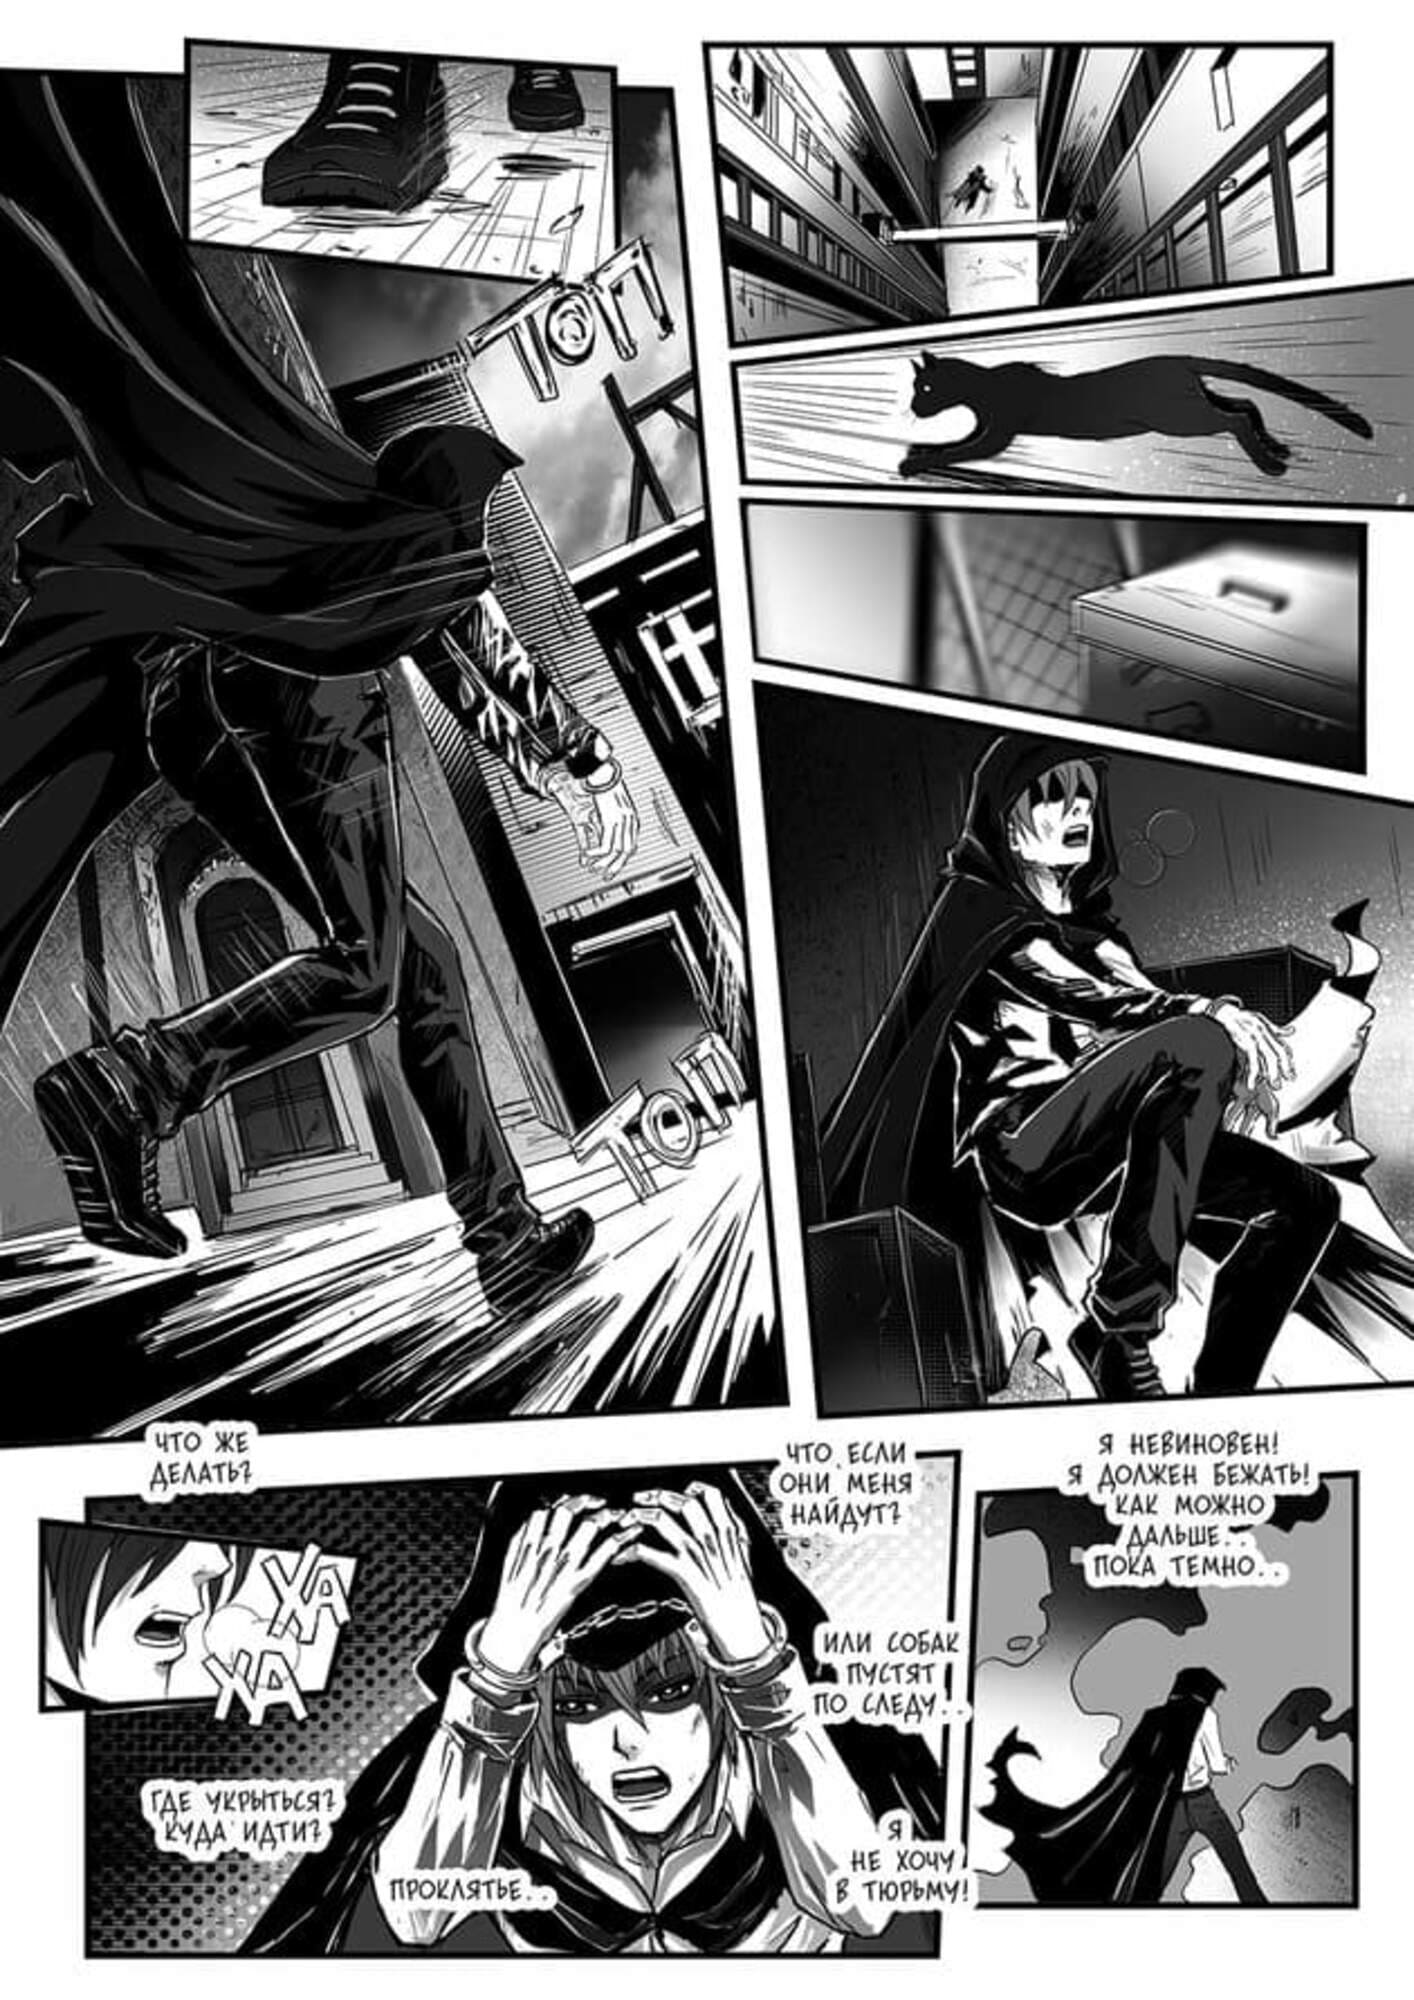 ТОП
ТОП
ЧТО ЖЕ
ДЕЛАТЬ?
ХА
ХА
ГДЕ УКРЫТЬСЯ?
КУДА ИДТИ?
ПРОКЛЯТЬЕ..
ЧТО ЕСЛИ
ОНИ МЕНЯ
НАЙДУТ?
ИЛИ СОБАК
ПУСТЯТ
ПО СЛЕДУ..
Я
НЕ ХОЧУ
В ТЮРЬМУ!
Я НЕВИНОВЕН!
Я ДОЛЖЕН БЕЖАТЬ!
КАК МОЖНО
ДАЛЬШЕ..
ПОКА ТЕМНО..